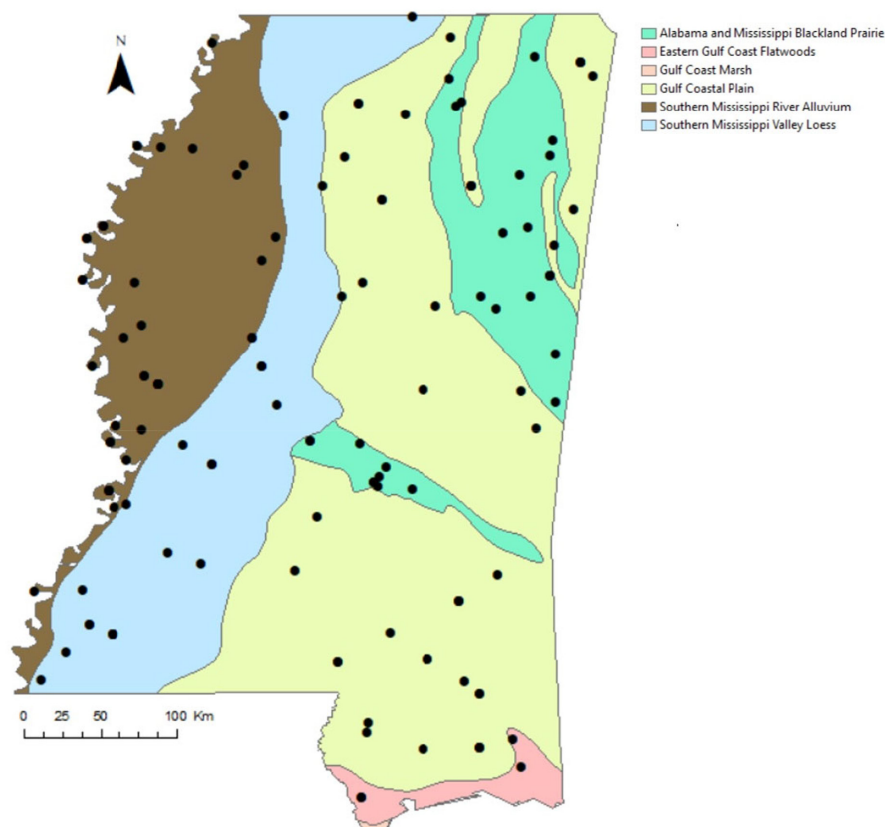 N
Alabama and Mississippi Blackland Prairie
Eastern Gulf Coast Flatwoods
Gulf Coast Marsh
Gulf Coastal Plain
Southern Mississippi River Alluvium
Southern Mississippi Valley Loess
0 25 50 100 Km